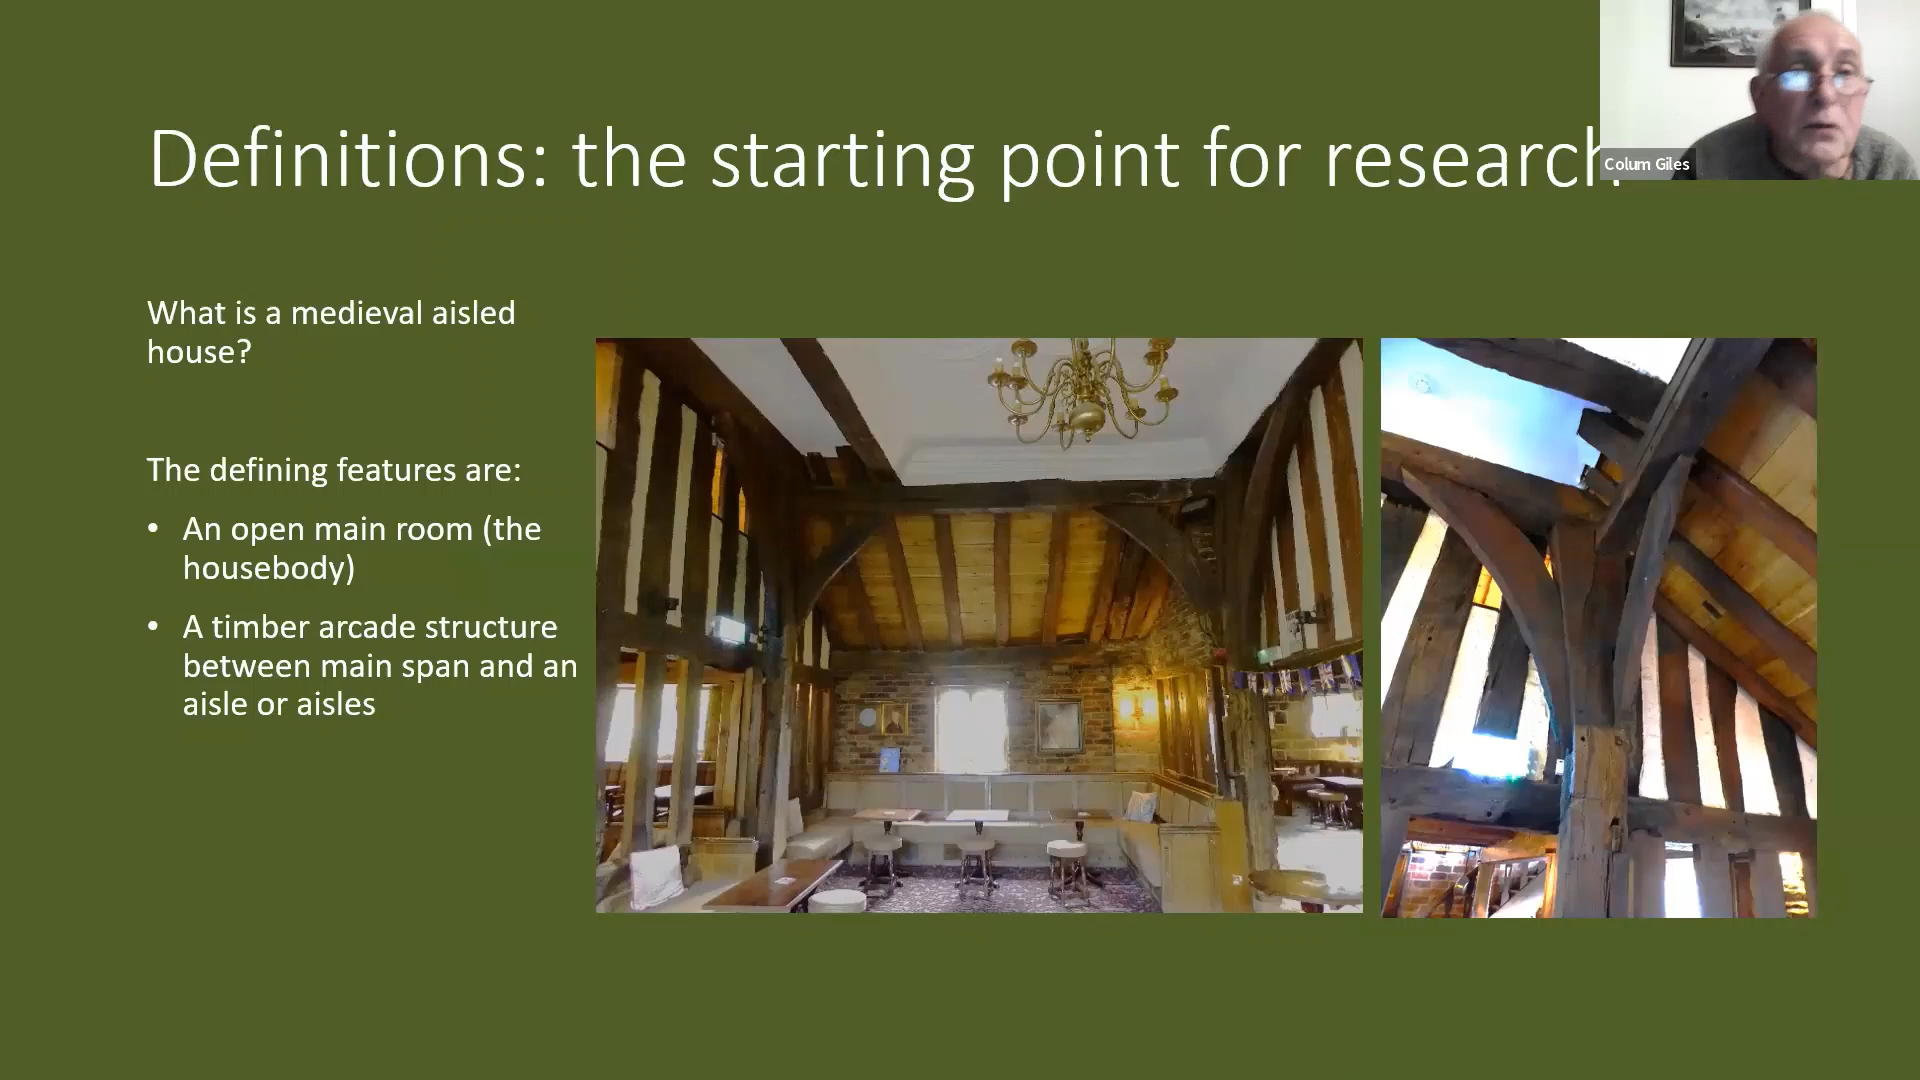 Definitions: the starting point for research
Colum Giles
What is a medieval aisled
house?
The defining features are:
• An open main room (the
housebody)
• A timber arcade structure
between main span and an
aisle or aisles